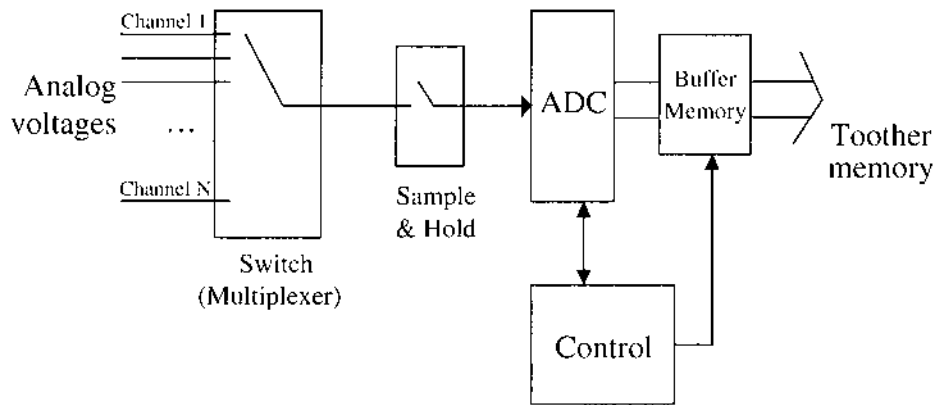 Channel 1
Analog
voltages
...
Channel N
Switch
(Multiplexer)
Sample
& Hold
ADC
Buffer
Memory
Toother
memory
Control